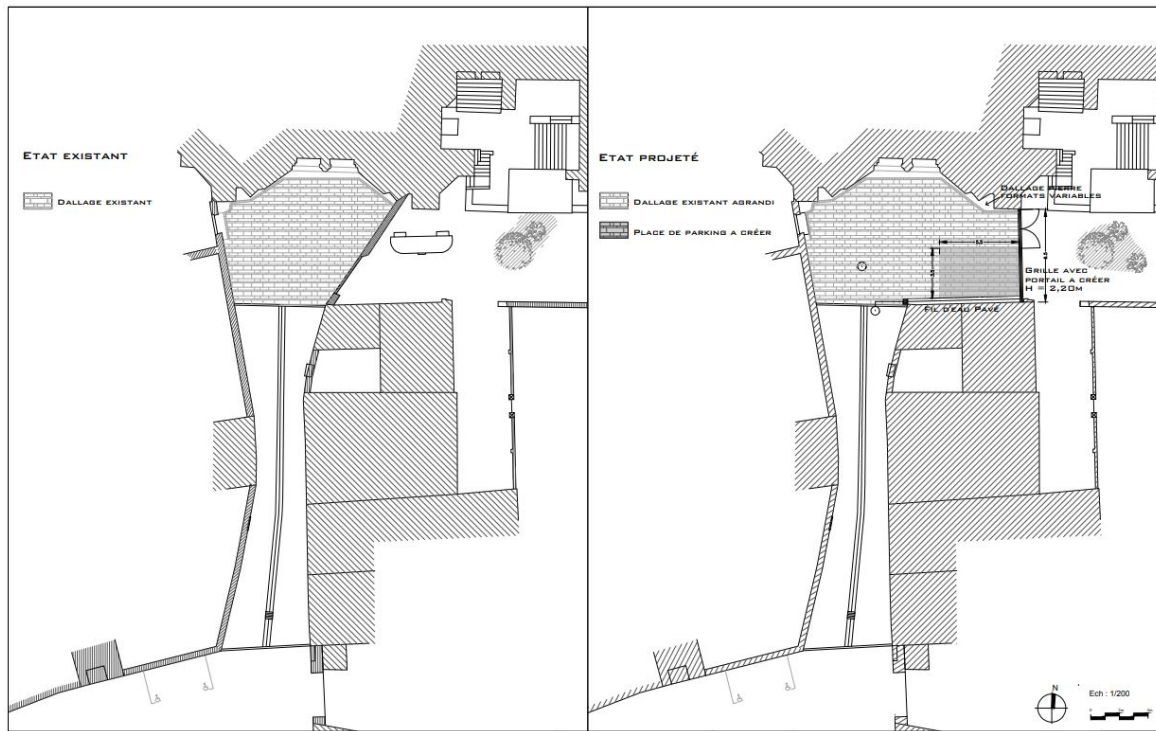 ETAT EXISTANT
DALLAGE EXISTANT
ETAT PROJETÉ
DALLAGE EXISTANT AGRANDI
PLACE DE PARKING A CRÉER
DALLAGE PIERRE
FORMATS VARIABLES
GRILLE AVEC
PORTAIL A CRÉER
H = 2,20M
FIL D'EAU PAVÉ
N
Ech : 1/200